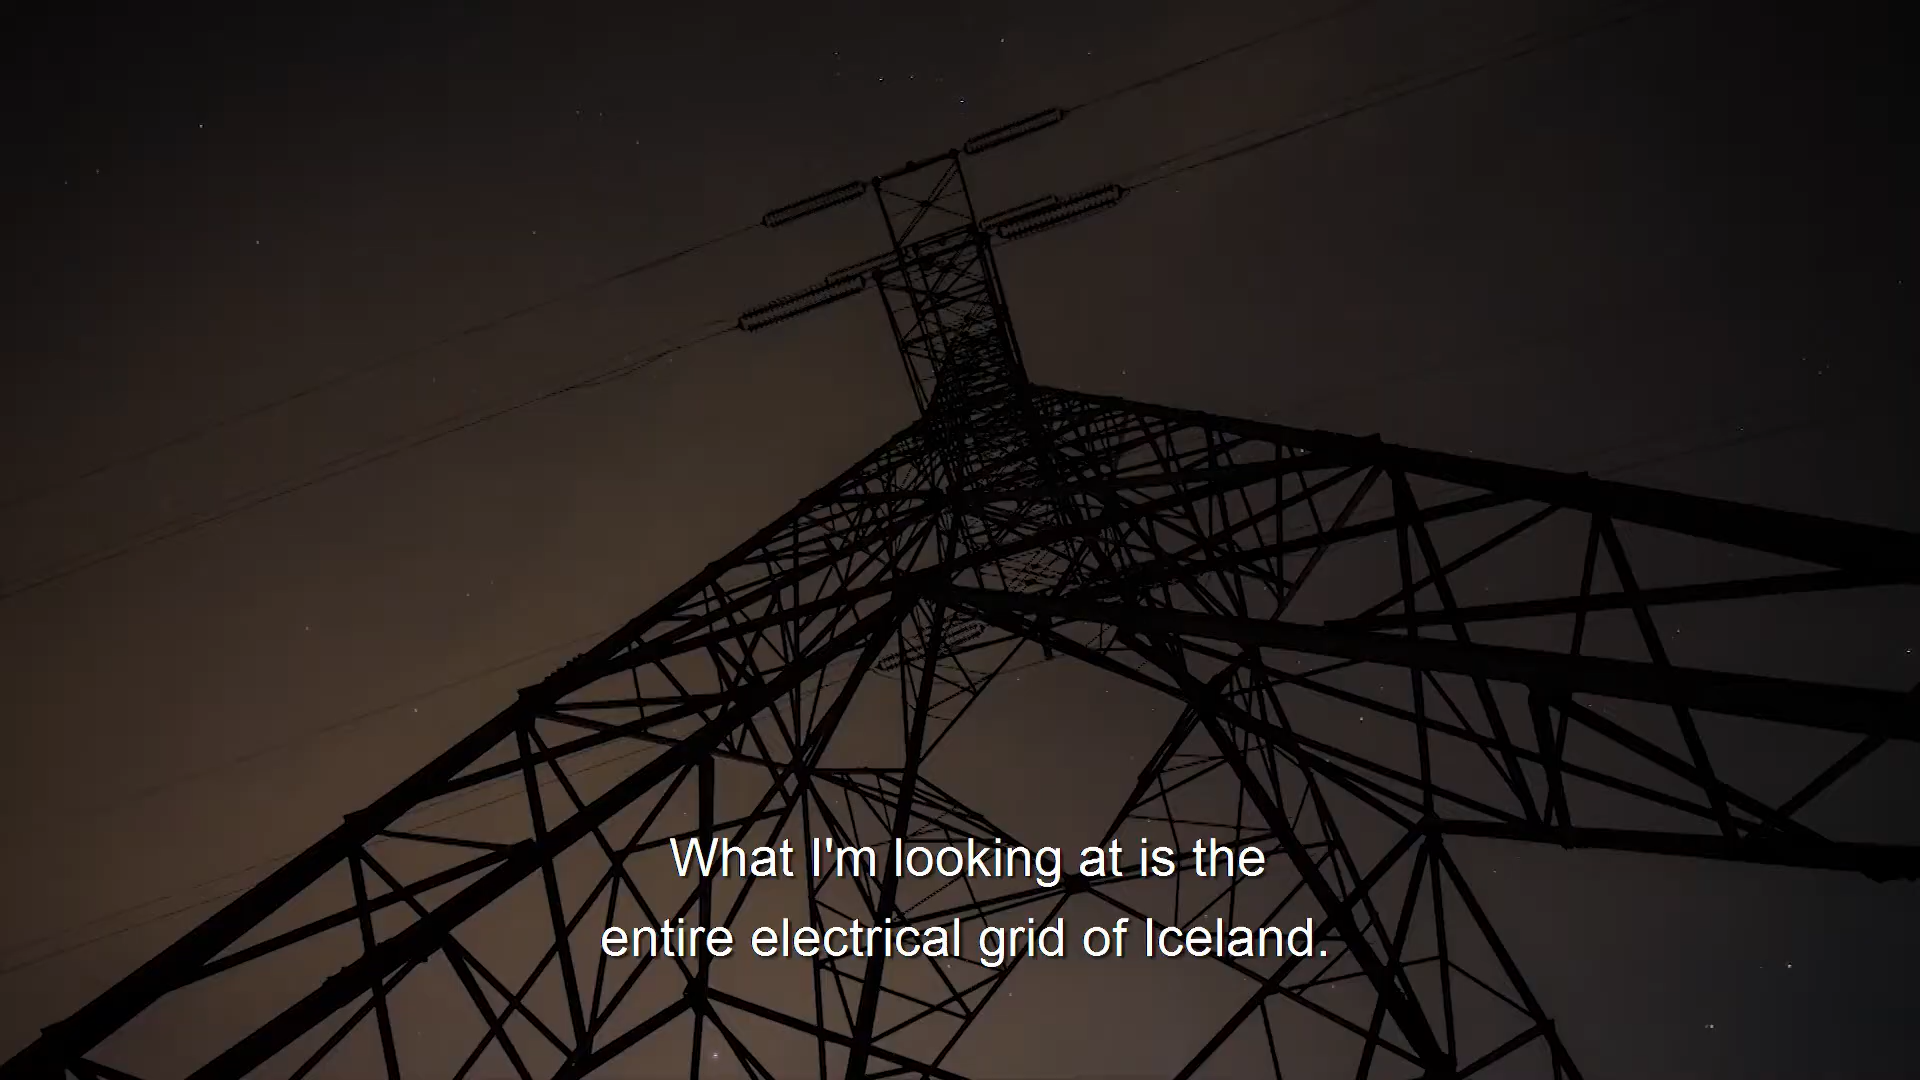 What I'm looking at is the
entire electrical grid of Iceland.